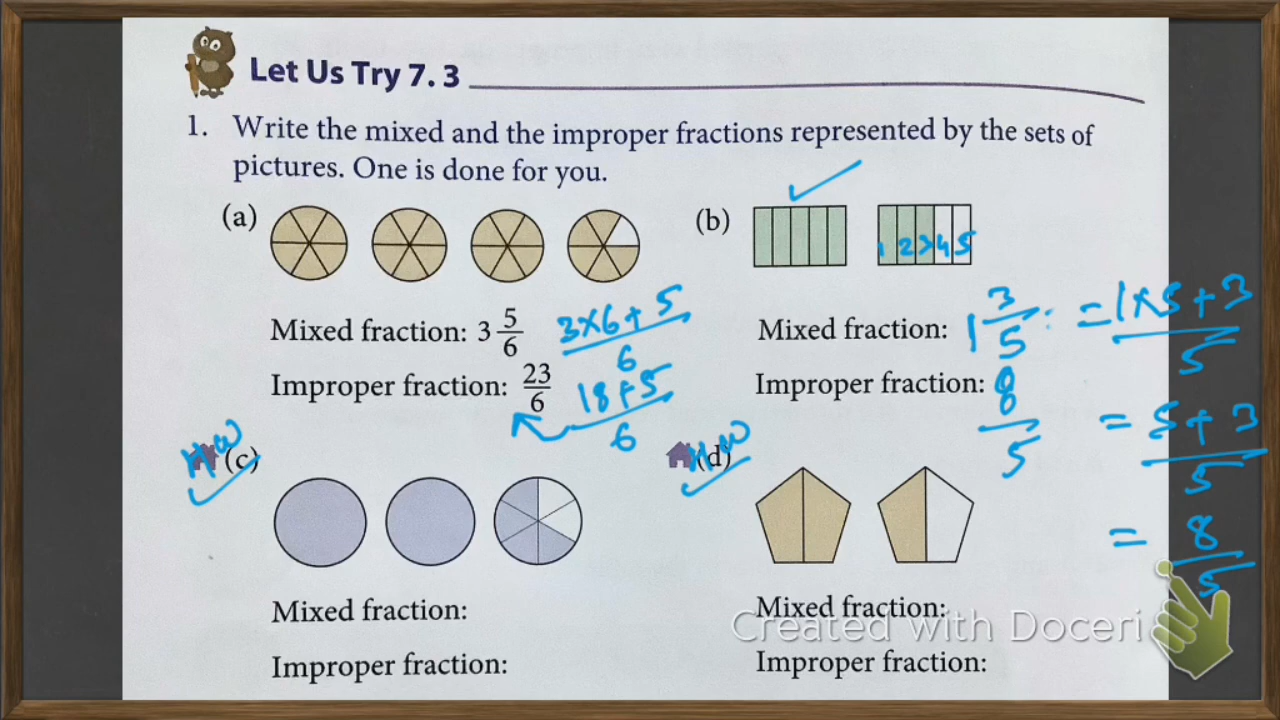 Let Us Try 7. 3
1. Write the mixed and the improper fractions represented by the sets of
pictures. One is done for you.
(a)
(b)
1 2 3 4 5
Mixed fraction: 3 5/6
3×6+5/6
Mixed fraction: 1 3/5 = 1×5+3/5
Improper fraction: 23/6
18+5/6
Improper fraction: 8/5
= 5+3/5
= 8/5
HW (c)
HW (d)
Mixed fraction:
Mixed fraction:
Improper fraction:
Improper fraction:
Created with Doceri